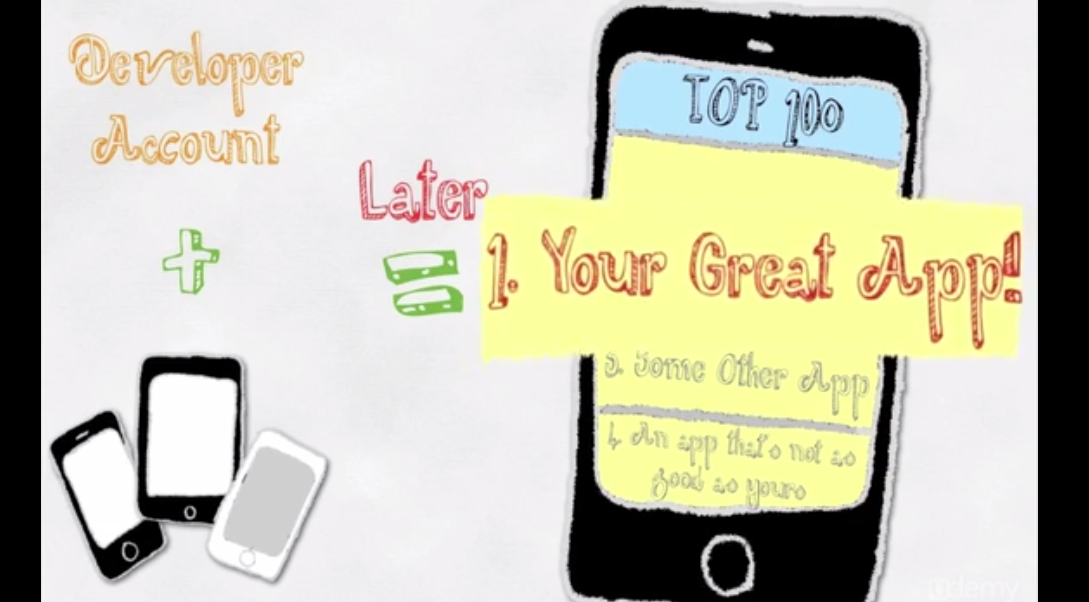 Developer
Account
+
Later
=
TOP 100
1. Your Great App!
3. Some Other App
4. An app that's not as
good as yours
udemy